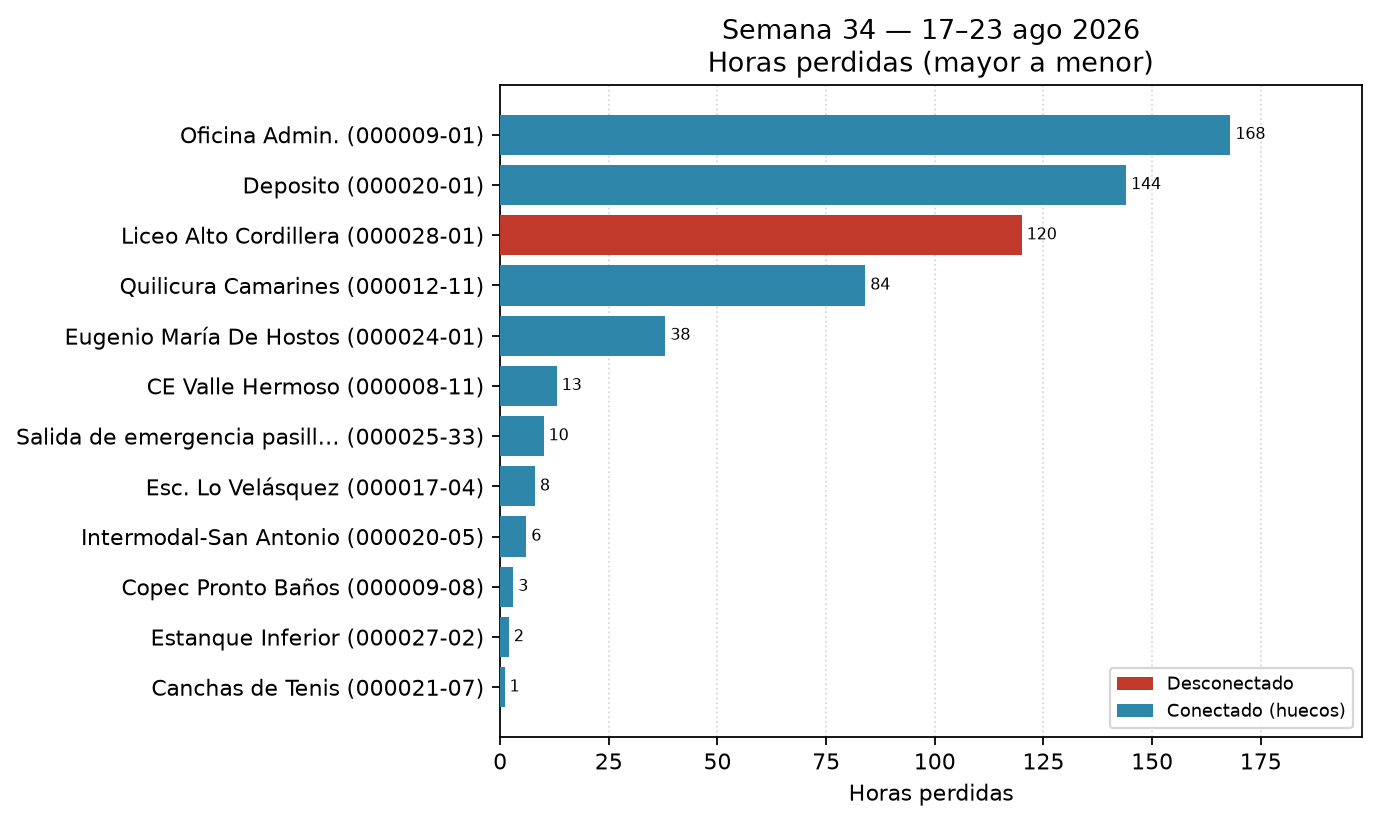 Semana 34 — 17–23 ago 2026
Horas perdidas (mayor a menor)
Oficina Admin. (000009-01)
168
Deposito (000020-01)
144
Liceo Alto Cordillera (000028-01)
120
Quilicura Camarines (000012-11)
84
Eugenio María De Hostos (000024-01)
38
CE Valle Hermoso (000008-11)
13
Salida de emergencia pasill... (000025-33)
10
Esc. Lo Velásquez (000017-04)
8
Intermodal-San Antonio (000020-05)
6
Copec Pronto Baños (000009-08)
3
Estanque Inferior (000027-02)
2
Canchas de Tenis (000021-07)
1
Desconectado
Conectado (huecos)
0 25 50 75 100 125 150 175
Horas perdidas